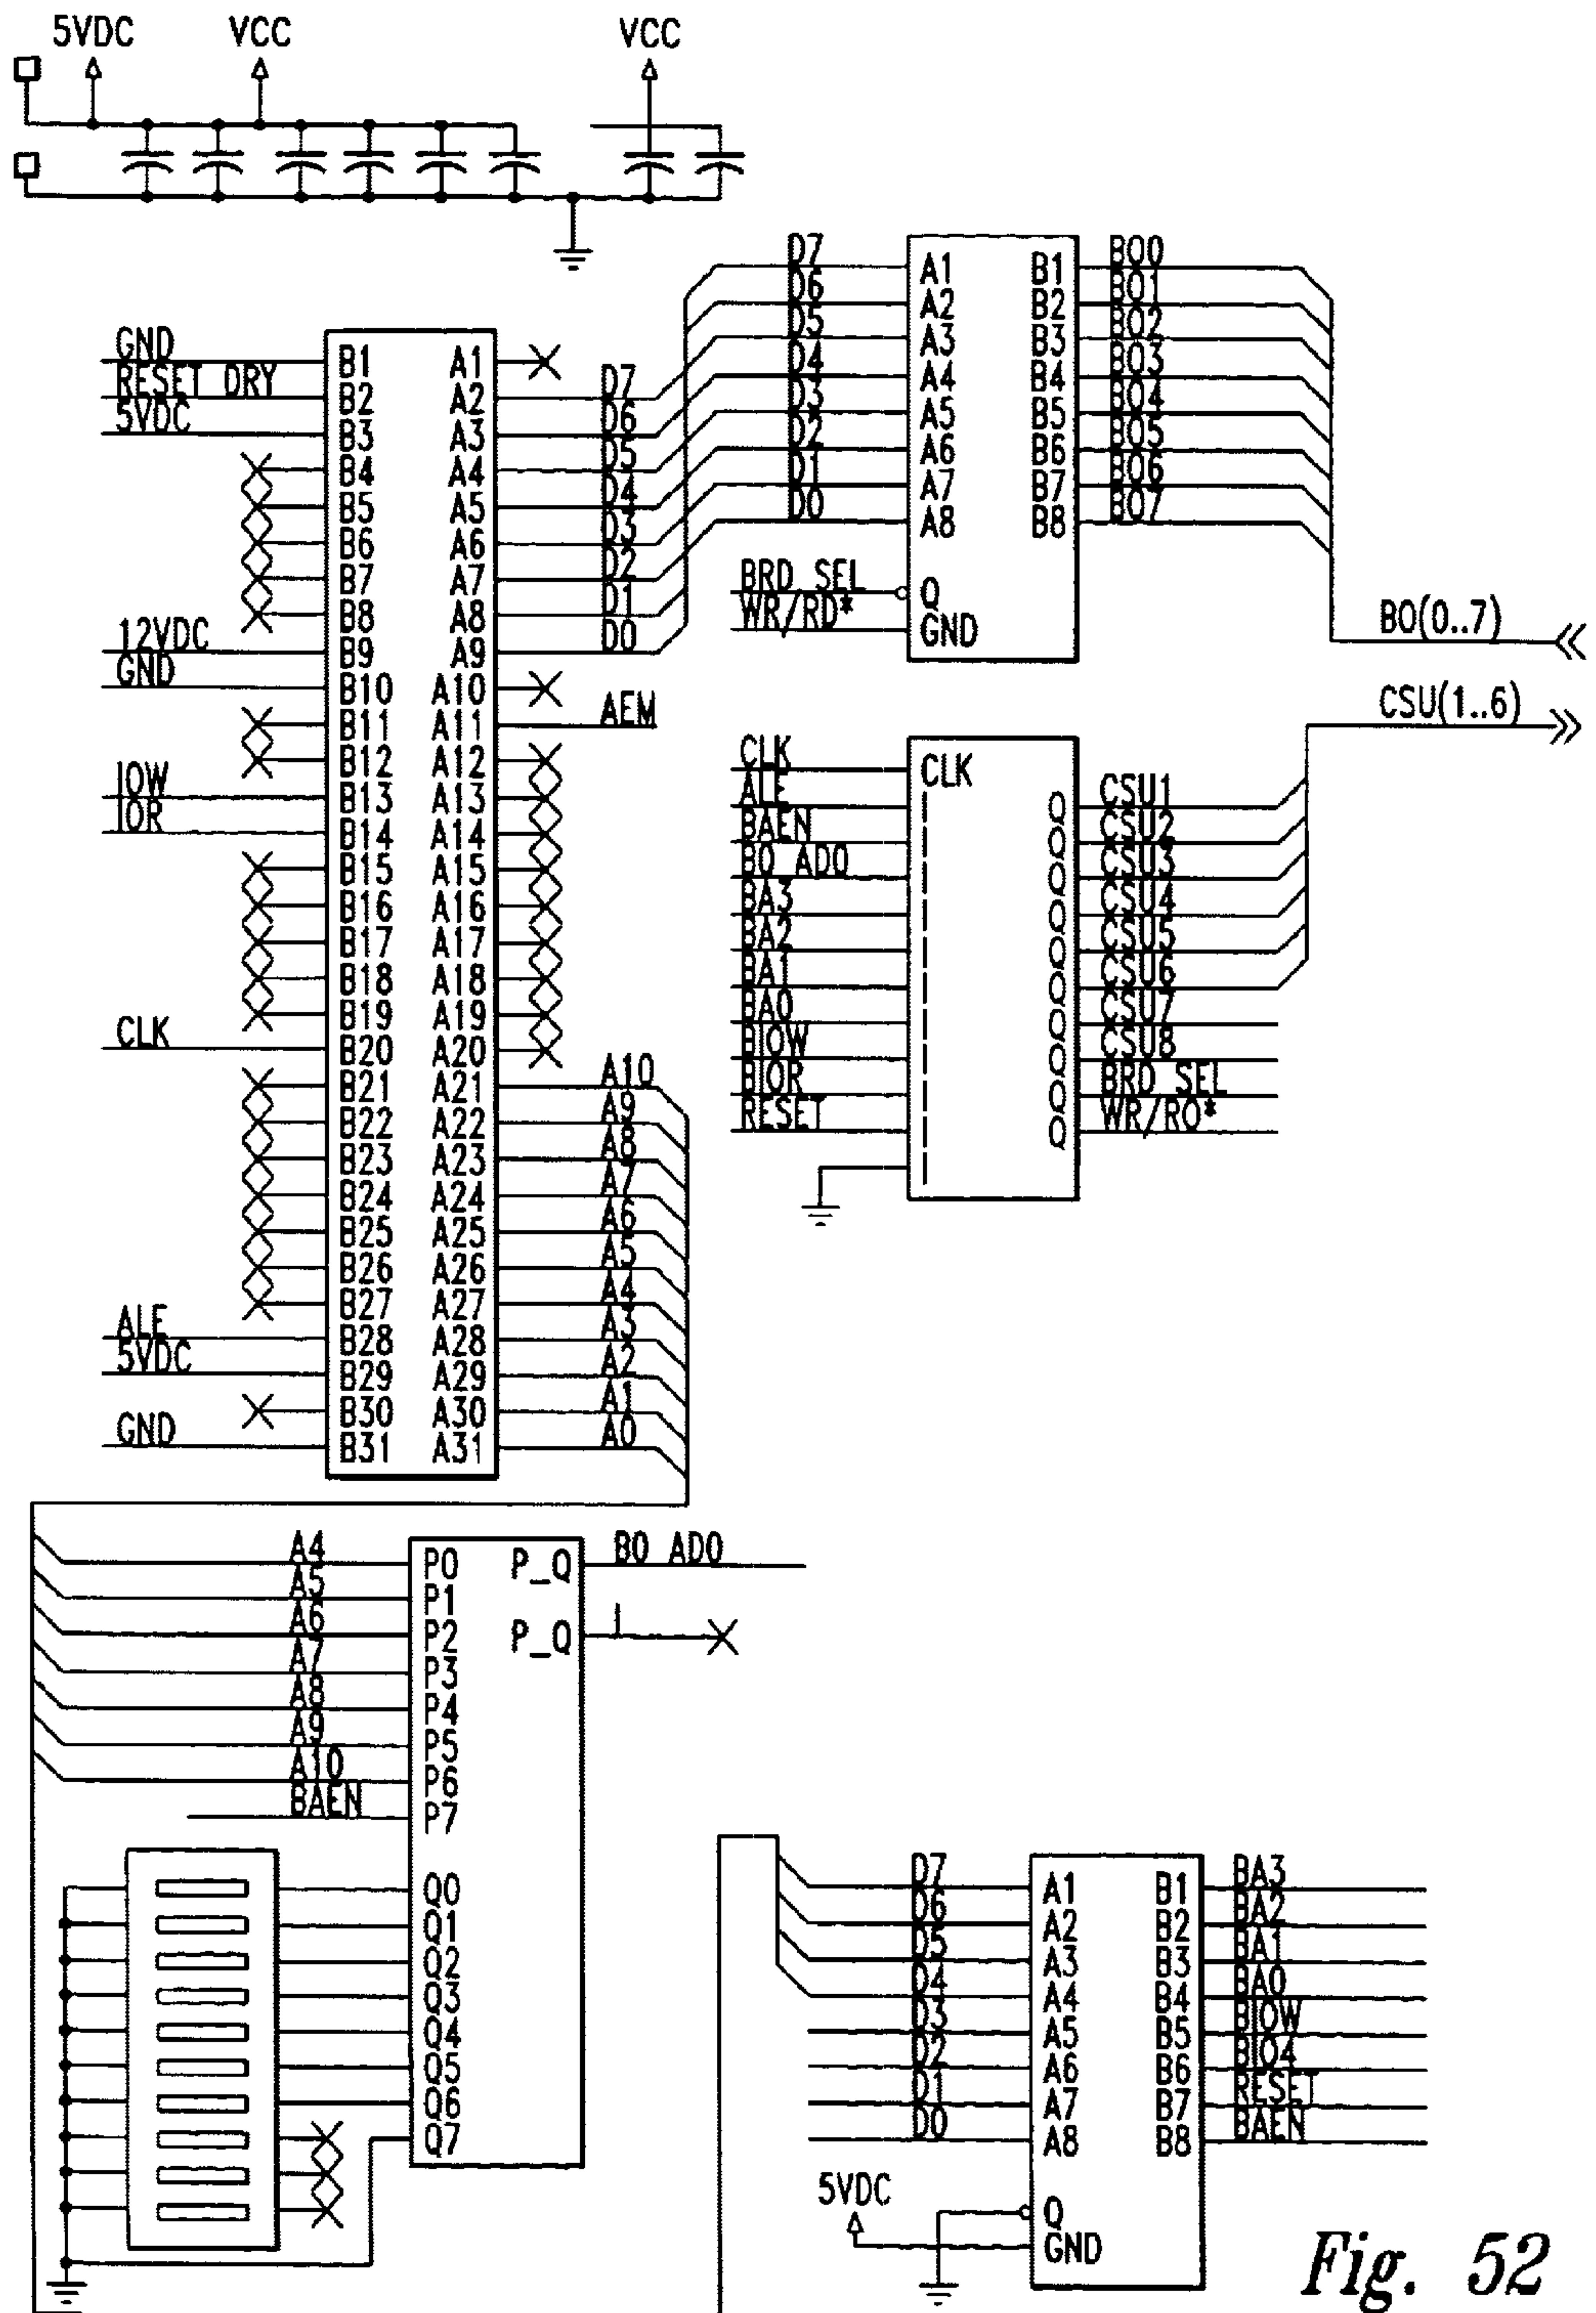 5VDC VCC VCC
GND B1 A1
RESET DRY B2 A2 D7
5VDC B3 A3 D6
B4 A4 D5
B5 A5 D4
B6 A6 D3
B7 A7 D2
B8 A8 D1
12VDC B9 A9 D0
GND B10 A10
B11 A11 AEM
B12 A12
IOW B13 A13
IOR B14 A14
B15 A15
B16 A16
B17 A17
B18 A18
B19 A19
CLK B20 A20
B21 A21 A10
B22 A22 A9
B23 A23 A8
B24 A24 A7
B25 A25 A6
B26 A26 A5
B27 A27 A4
ALE B28 A28 A3
5VDC B29 A29 A2
B30 A30 A1
GND B31 A31 A0
D7 A1 B1 BO0
D6 A2 B2 BO1
D5 A3 B3 BO2
D4 A4 B4 BO3
D3 A5 B5 BO4
D2 A6 B6 BO5
D1 A7 B7 BO6
D0 A8 B8 BO7
BRD SEL Q
WR/RD* GND
BO(0..7)
CSU(1..6)
CLK CLK
ALE I Q CSU1
BAEN I Q CSU2
BO ADO I Q CSU3
BA3 I Q CSU4
BA2 I Q CSU5
BA1 I Q CSU6
BA0 I Q CSU7
BIOW I Q CSU8
BIOR I Q BRD SEL
RESET I Q WR/RO*
I
A4 P0 P_Q BO ADO
A5 P1
A6 P2 P_Q 1
A7 P3
A8 P4
A9 P5
A10 P6
BAEN P7
Q0
Q1
Q2
Q3
Q4
Q5
Q6
Q7
D7 A1 B1 BA3
D6 A2 B2 BA2
D5 A3 B3 BA1
D4 A4 B4 BA0
D3 A5 B5 BIOW
D2 A6 B6 BIO4
D1 A7 B7 RESET
D0 A8 B8 BAEN
5VDC Q
GND
Fig. 52